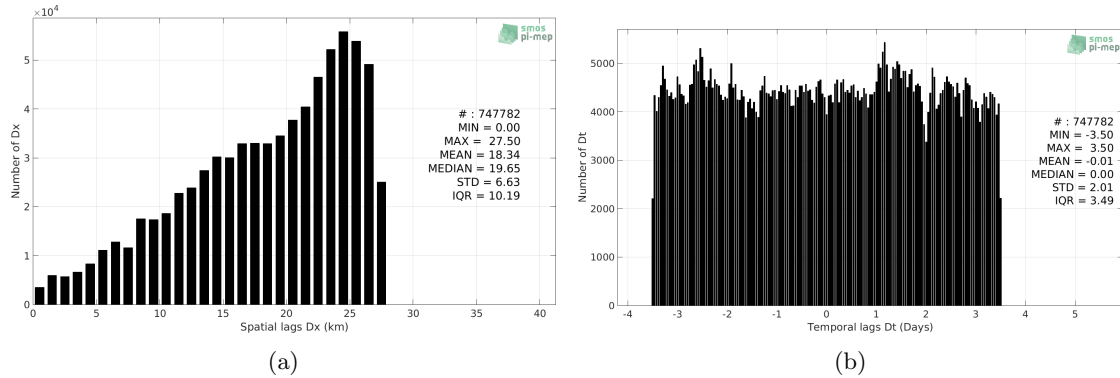 ×10^4
5
4
3
2
1
0
Number of Dx
0 5 10 15 20 25 30 35 40
Spatial lags Dx (km)
smos
pi-mep
# : 747782
MIN = 0.00
MAX = 27.50
MEAN = 18.34
MEDIAN = 19.65
STD = 6.63
IQR = 10.19
(a)
5000
4000
3000
2000
1000
0
Number of Dt
-4 -3 -2 -1 0 1 2 3 4 5
Temporal lags Dt (Days)
smos
pi-mep
# : 747782
MIN = -3.50
MAX = 3.50
MEAN = -0.01
MEDIAN = 0.00
STD = 2.01
IQR = 3.49
(b)